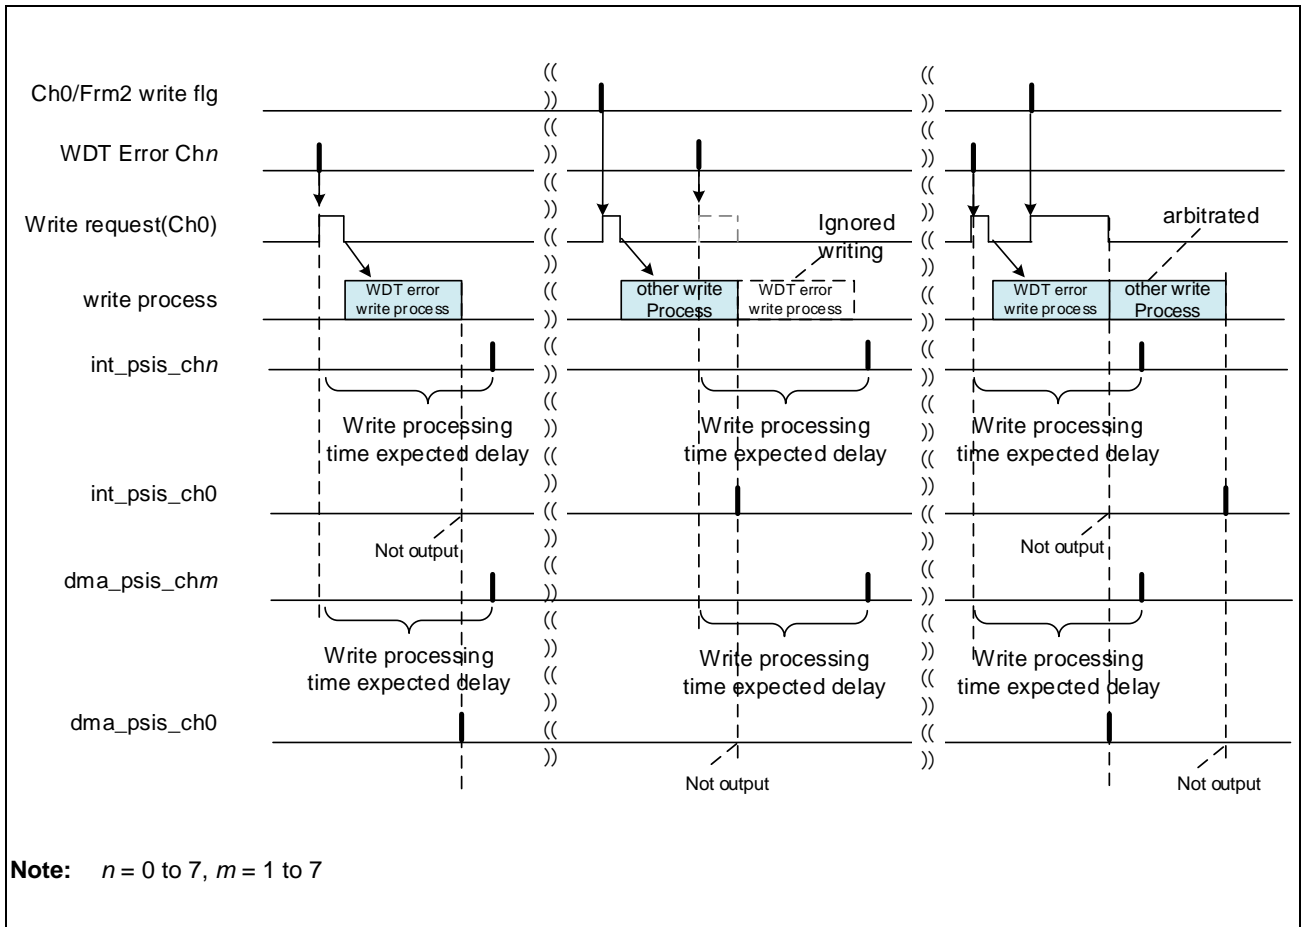 Ch0/Frm2 write flg
WDT Error Chn
Write request(Ch0)
Ignored
writing
arbitrated
write process
WDT error
write process
other write
Process
WDT error
write process
WDT error
write process
other write
Process
int_psis_chn
Write processing
time expected delay
Write processing
time expected delay
Write processing
time expected delay
int_psis_ch0
Not output
Not output
dma_psis_chm
Write processing
time expected delay
Write processing
time expected delay
Write processing
time expected delay
dma_psis_ch0
Not output
Not output
Note: n = 0 to 7, m = 1 to 7